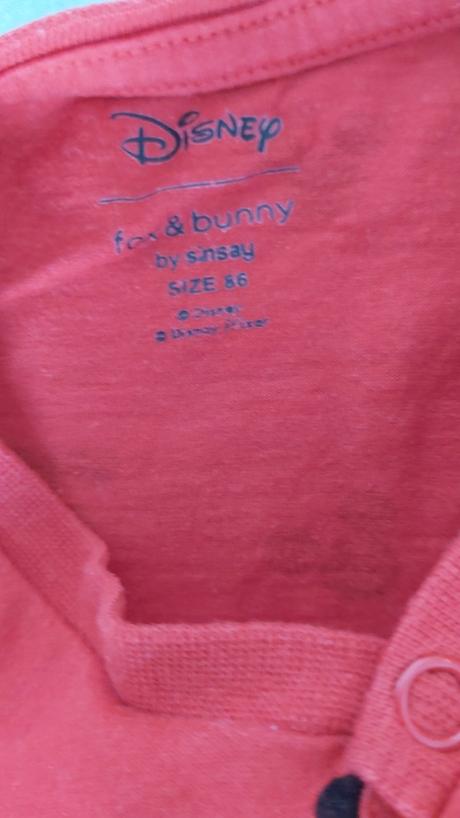 Disney
fox & bunny
by sinsay
SIZE 86
© Disney
© Disney/Pixar